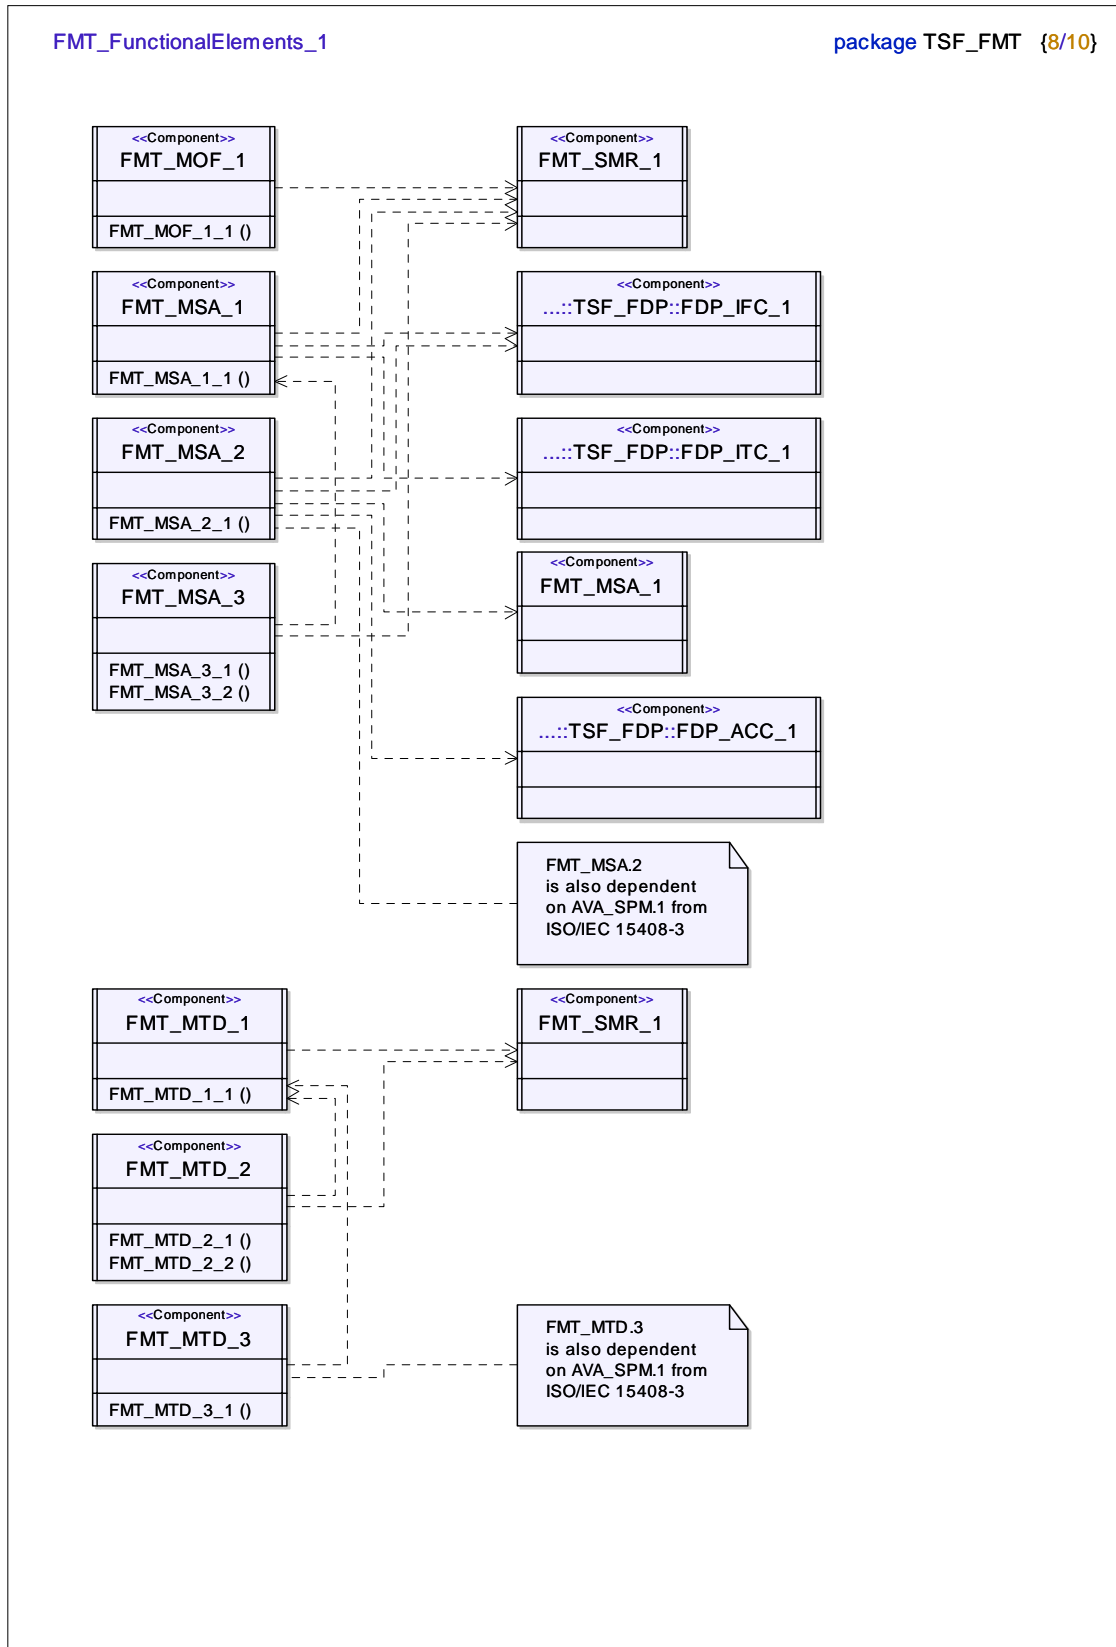 FMT_FunctionalElements_1
package TSF_FMT {8/10}
<<Component>>
FMT_MOF_1
FMT_MOF_1_1 ()
<<Component>>
FMT_SMR_1
<<Component>>
FMT_MSA_1
FMT_MSA_1_1 ()
<<Component>>
...::TSF_FDP::FDP_IFC_1
<<Component>>
FMT_MSA_2
FMT_MSA_2_1 ()
<<Component>>
...::TSF_FDP::FDP_ITC_1
<<Component>>
FMT_MSA_3
FMT_MSA_3_1 ()
FMT_MSA_3_2 ()
<<Component>>
FMT_MSA_1
<<Component>>
...::TSF_FDP::FDP_ACC_1
FMT_MSA.2
is also dependent
on AVA_SPM.1 from
ISO/IEC 15408-3
<<Component>>
FMT_MTD_1
FMT_MTD_1_1 ()
<<Component>>
FMT_SMR_1
<<Component>>
FMT_MTD_2
FMT_MTD_2_1 ()
FMT_MTD_2_2 ()
<<Component>>
FMT_MTD_3
FMT_MTD_3_1 ()
FMT_MTD.3
is also dependent
on AVA_SPM.1 from
ISO/IEC 15408-3